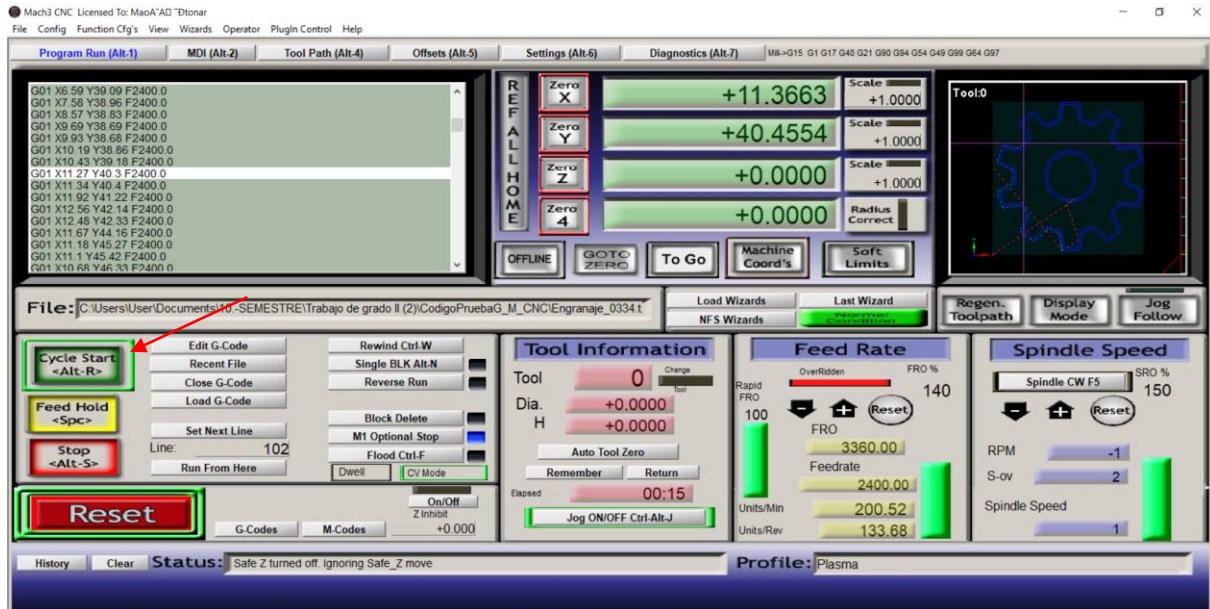 Mach3 CNC Licensed To: MaoA˜A□ ˜Đtonar
File Config Function Cfg's View Wizards Operator PlugIn Control Help
Program Run (Alt-1) MDI (Alt-2) Tool Path (Alt-4) Offsets (Alt-5) Settings (Alt-6) Diagnostics (Alt-7) Mill->G15 G1 G17 G40 G21 G90 G94 G54 G49 G99 G64 G97
G01 X6.59 Y39.09 F2400.0
G01 X7.58 Y38.96 F2400.0
G01 X8.57 Y38.83 F2400.0
G01 X9.69 Y38.69 F2400.0
G01 X9.93 Y38.68 F2400.0
G01 X10.19 Y38.86 F2400.0
G01 X10.43 Y39.18 F2400.0
G01 X11.27 Y40.3 F2400.0
G01 X11.34 Y40.4 F2400.0
G01 X11.92 Y41.22 F2400.0
G01 X12.56 Y42.14 F2400.0
G01 X12.48 Y42.33 F2400.0
G01 X11.67 Y44.16 F2400.0
G01 X11.18 Y45.27 F2400.0
G01 X11.1 Y45.42 F2400.0
G01 X10.68 Y46.33 F2400.0
REF ALL HOME
Zero X +11.3663 Scale +1.0000
Zero Y +40.4554 Scale +1.0000
Zero Z +0.0000 Scale +1.0000
Zero 4 +0.0000 Radius Correct
OFFLINE GOTO ZERO To Go Machine Coord's Soft Limits
Tool:0
File: C:\Users\User\Documents\10.-SEMESTRE\Trabajo de grado II (2)\CodigoPruebaG_M_CNC\Engranaje_0334.t
Load Wizards Last Wizard
NFS Wizards Normal Condition
Regen. Toolpath Display Mode Jog Follow
Cycle Start <Alt-R>
Feed Hold <Spc>
Stop <Alt-S>
Edit G-Code
Recent File
Close G-Code
Load G-Code
Set Next Line
Line: 102
Run From Here
Rewind Ctrl-W
Single BLK Alt-N
Reverse Run
Block Delete
M1 Optional Stop
Flood Ctrl-F
Dwell CV Mode
Reset
G-Codes M-Codes
On/Off
Z Inhibit
+0.000
Tool Information
Tool 0 Change Tool
Dia. +0.0000
H +0.0000
Auto Tool Zero
Remember Return
Elapsed 00:15
Jog ON/OFF Ctrl-Alt-J
Feed Rate
OverRidden FRO %
140
Rapid FRO
100
Reset
FRO
3360.00
Feedrate
2400.00
Units/Min 200.52
Units/Rev 133.68
Spindle Speed
Spindle CW F5 SRO %
150
Reset
RPM -1
S-ov 2
Spindle Speed
1
History Clear Status: Safe Z turned off. Ignoring Safe_Z move
Profile: Plasma